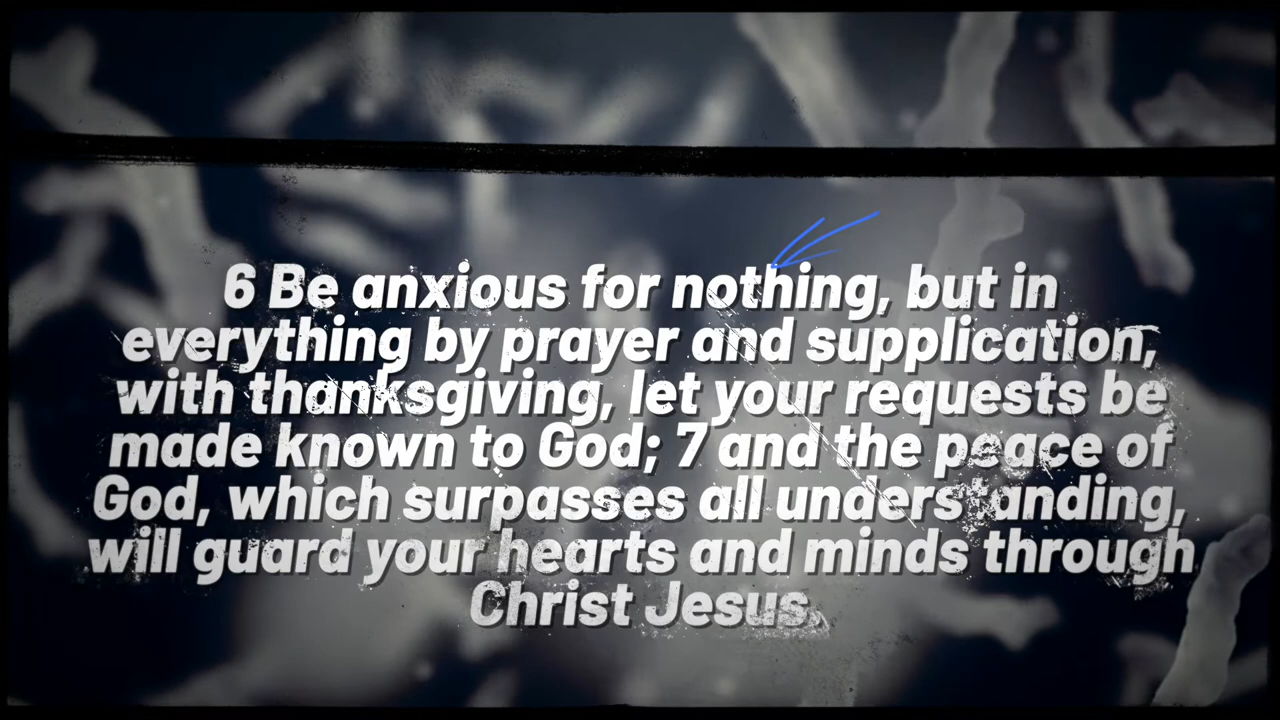 6 Be anxious for nothing, but in
everything by prayer and supplication,
with thanksgiving, let your requests be
made known to God; 7 and the peace of
God, which surpasses all understanding,
will guard your hearts and minds through
Christ Jesus.